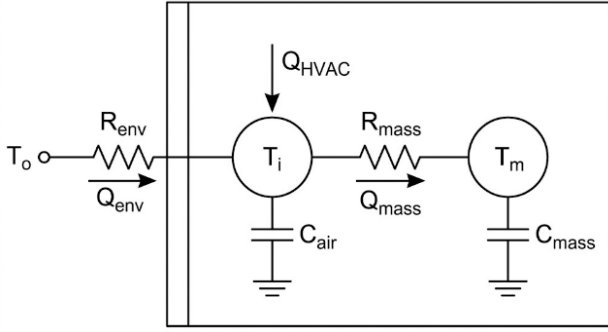 Q_HVAC
R_env
R_mass
T_o
T_i
T_m
Q_env
Q_mass
C_air
C_mass